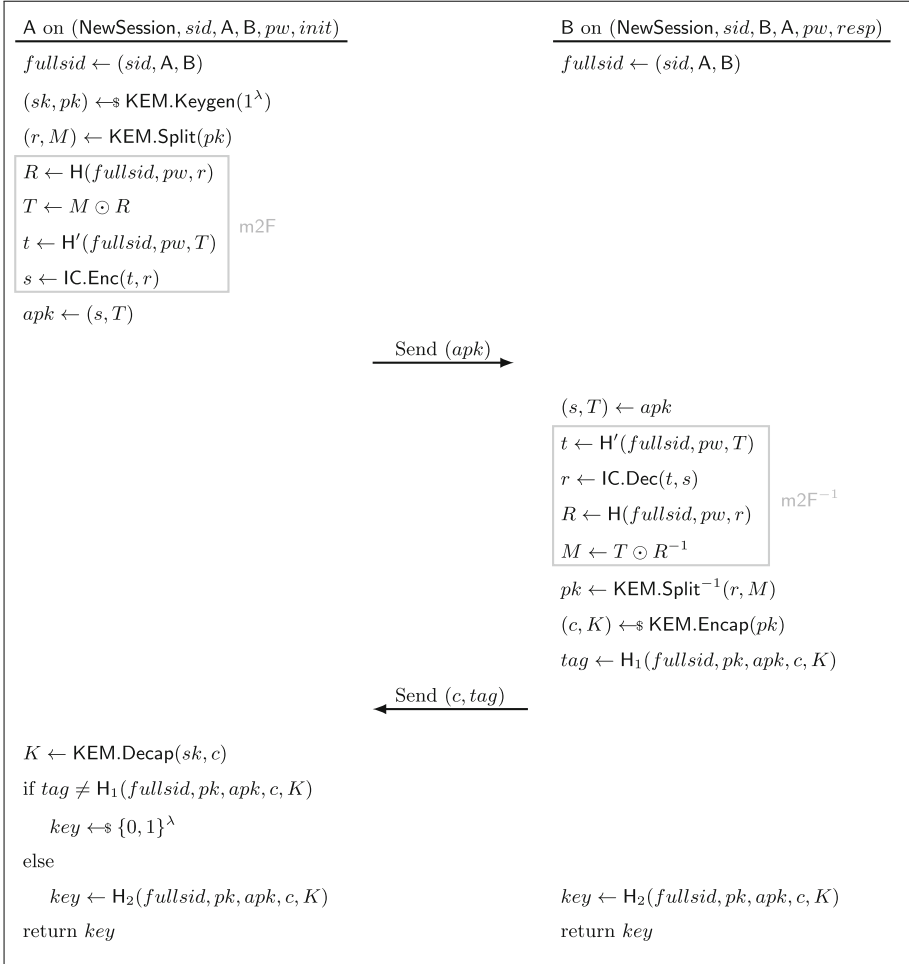 A on (NewSession, sid, A, B, pw, init)
fullsid ← (sid, A, B)
(sk, pk) ←$ KEM.Keygen(1^λ)
(r, M) ← KEM.Split(pk)
R ← H(fullsid, pw, r)
T ← M ⊙ R
t ← H′(fullsid, pw, T)
s ← IC.Enc(t, r)
m2F
apk ← (s, T)
B on (NewSession, sid, B, A, pw, resp)
fullsid ← (sid, A, B)
Send (apk)
(s, T) ← apk
t ← H′(fullsid, pw, T)
r ← IC.Dec(t, s)
R ← H(fullsid, pw, r)
M ← T ⊙ R⁻¹
m2F⁻¹
pk ← KEM.Split⁻¹(r, M)
(c, K) ←$ KEM.Encap(pk)
tag ← H₁(fullsid, pk, apk, c, K)
Send (c, tag)
K ← KEM.Decap(sk, c)
if tag ≠ H₁(fullsid, pk, apk, c, K)
key ←$ {0, 1}^λ
else
key ← H₂(fullsid, pk, apk, c, K)
return key
key ← H₂(fullsid, pk, apk, c, K)
return key